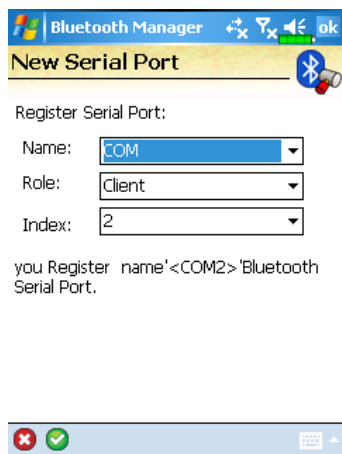 Bluetooth Manager ok
New Serial Port
Register Serial Port:
Name: COM
Role: Client
Index: 2
you Register name'<COM2>'Bluetooth
Serial Port.